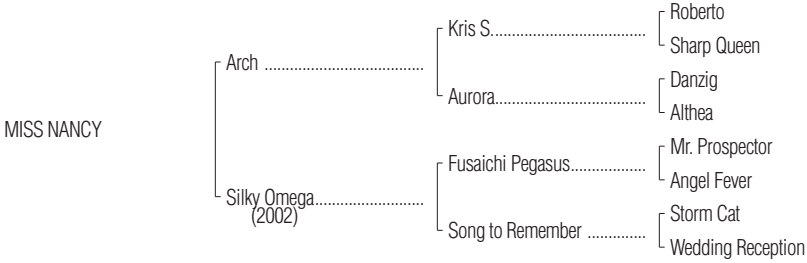 Roberto
Kris S. ....................................
Sharp Queen
Arch ......................................
Danzig
Aurora....................................
Althea
MISS NANCY
Mr. Prospector
Fusaichi Pegasus..................
Angel Fever
Silky Omega..........................
(2002)
Storm Cat
Song to Remember ..............
Wedding Reception